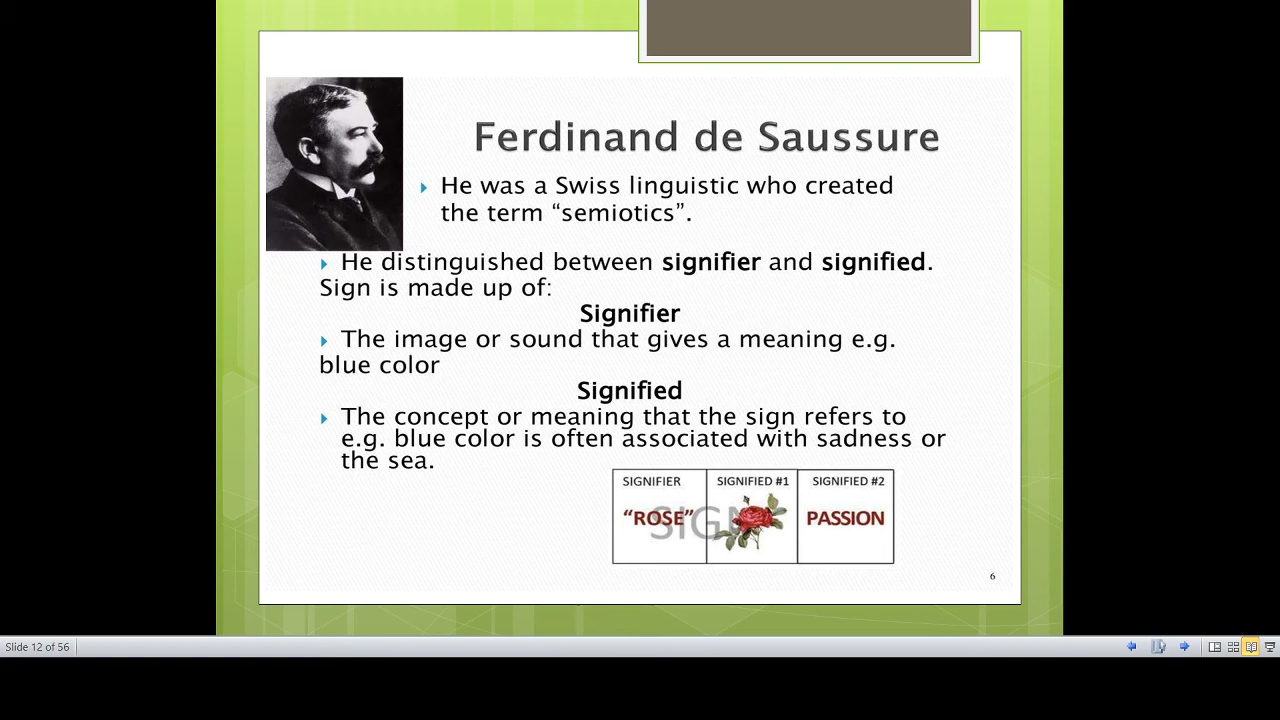 Ferdinand de Saussure
He was a Swiss linguistic who created
the term “semiotics”.
He distinguished between signifier and signified.
Sign is made up of:
Signifier
The image or sound that gives a meaning e.g.
blue color
Signified
The concept or meaning that the sign refers to
e.g. blue color is often associated with sadness or
the sea.
SIGNIFIER SIGNIFIED #1 SIGNIFIED #2
“ROSE” PASSION
SIGN
6
Slide 12 of 56